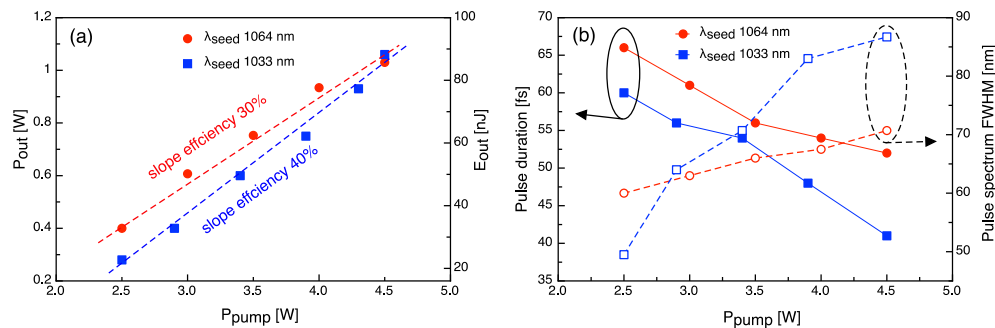 (a)
λseed 1064 nm
λseed 1033 nm
slope effciency 30%
slope effciency 40%
Pout [W]
1.2
1
0.8
0.6
0.4
0.2
Eout [nJ]
100
80
60
40
20
2.0 2.5 3.0 3.5 4.0 4.5 5.0
Ppump [W]
(b)
λseed 1064 nm
λseed 1033 nm
Pulse duration [fs]
70
65
60
55
50
45
40
35
Pulse spectrum FWHM [nm]
90
80
70
60
50
2.0 2.5 3.0 3.5 4.0 4.5 5.0
Ppump [W]